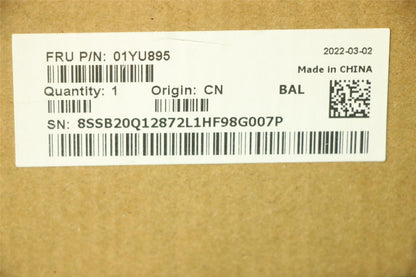 FRU P/N: 01YU895
2022-03-02
Made in CHINA
Quantity: 1 Origin: CN BAL
SN: 8SSB20Q12872L1HF98G007P